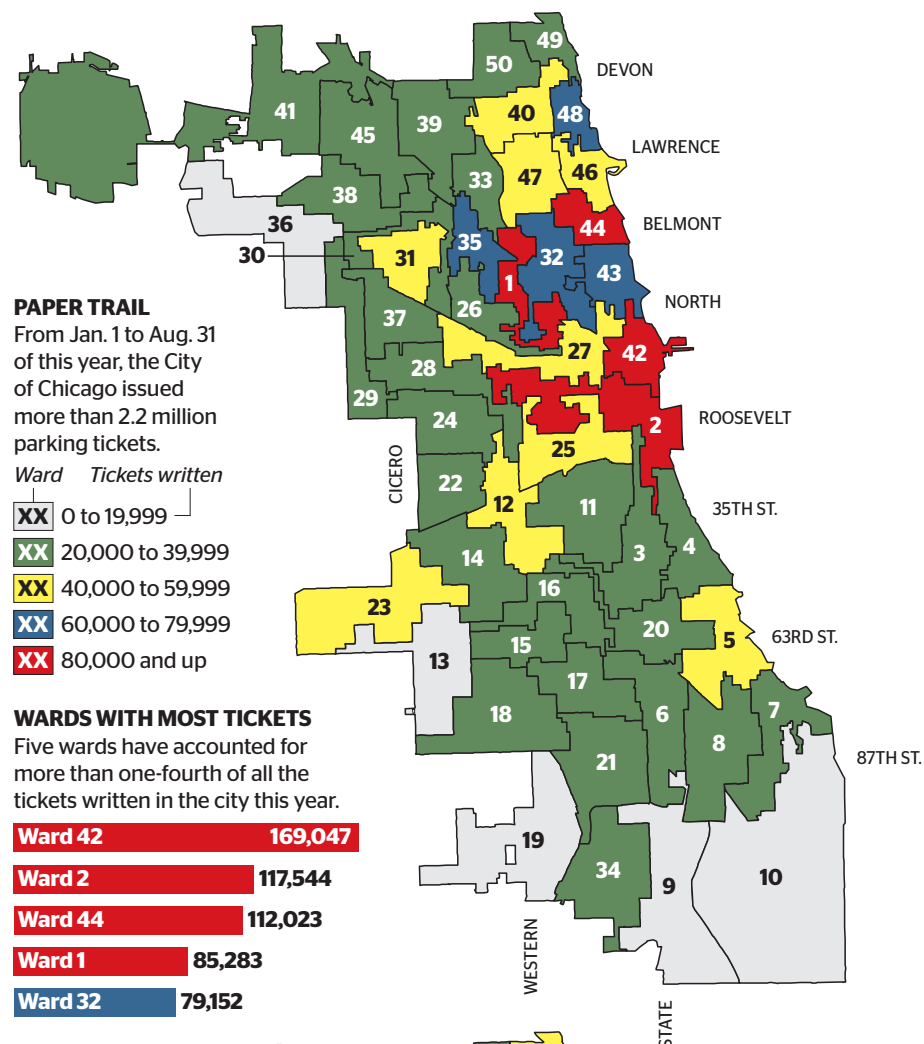 PAPER TRAIL
From Jan. 1 to Aug. 31
of this year, the City
of Chicago issued
more than 2.2 million
parking tickets.
Ward Tickets written
XX 0 to 19,999
XX 20,000 to 39,999
XX 40,000 to 59,999
XX 60,000 to 79,999
XX 80,000 and up
WARDS WITH MOST TICKETS
Five wards have accounted for
more than one-fourth of all the
tickets written in the city this year.
Ward 42 169,047
Ward 2 117,544
Ward 44 112,023
Ward 1 85,283
Ward 32 79,152
49
50
DEVON
41
40
48
45
39
LAWRENCE
47
46
33
38
36
44
BELMONT
35
30
31
32
43
1
NORTH
26
37
27
42
28
29
2
ROOSEVELT
24
25
CICERO
22
12
11
35TH ST.
14
3
4
16
23
20
5
63RD ST.
15
13
17
18
6
7
8
87TH ST.
21
19
34
9
10
WESTERN
STATE